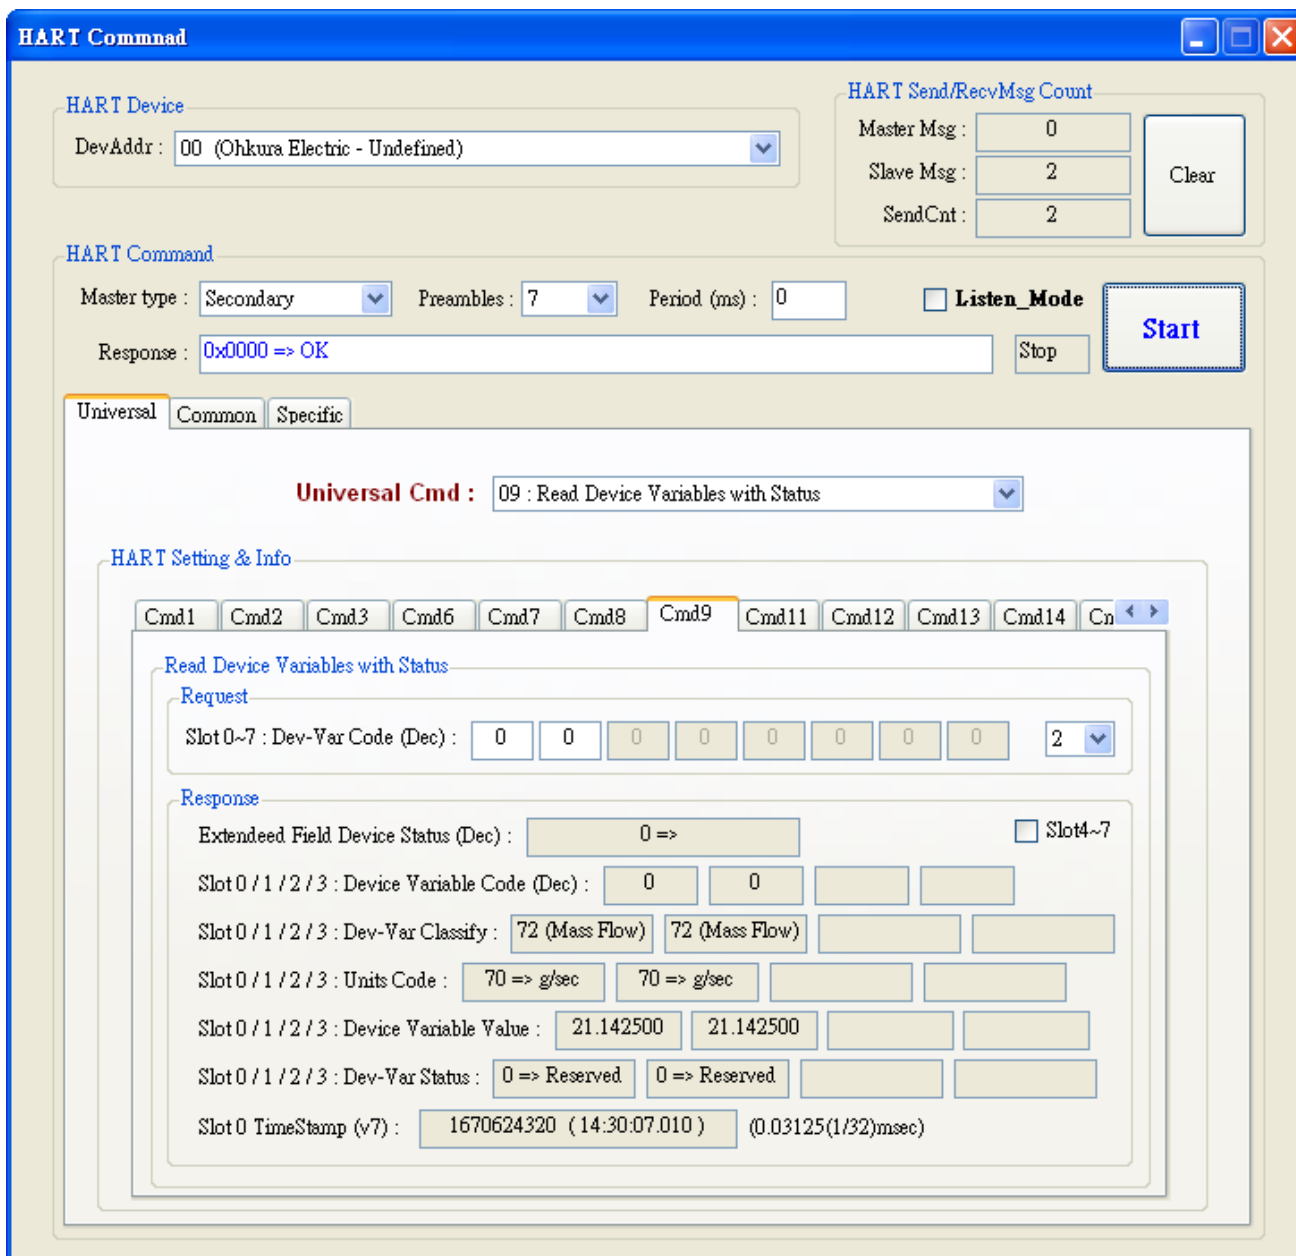 HART Commnad
HART Device
DevAddr : 00 (Ohkura Electric - Undefined)
HART Send/RecvMsg Count
Master Msg : 0
Slave Msg : 2
SendCnt : 2
Clear
HART Command
Master type : Secondary Preambles : 7 Period (ms) : 0 Listen_Mode
Start
Response : 0x0000 => OK Stop
Universal Common Specific
Universal Cmd : 09 : Read Device Variables with Status
HART Setting & Info
Cmd1 Cmd2 Cmd3 Cmd6 Cmd7 Cmd8 Cmd9 Cmd11 Cmd12 Cmd13 Cmd14 Cn
Read Device Variables with Status
Request
Slot 0~7 : Dev-Var Code (Dec) : 0 0 0 0 0 0 0 0 2
Response
Extendeed Field Device Status (Dec) : 0 => Slot4~7
Slot 0 / 1 / 2 / 3 : Device Variable Code (Dec) : 0 0
Slot 0 / 1 / 2 / 3 : Dev-Var Classify : 72 (Mass Flow) 72 (Mass Flow)
Slot 0 / 1 / 2 / 3 : Units Code : 70 => g/sec 70 => g/sec
Slot 0 / 1 / 2 / 3 : Device Variable Value : 21.142500 21.142500
Slot 0 / 1 / 2 / 3 : Dev-Var Status : 0 => Reserved 0 => Reserved
Slot 0 TimeStamp (v7) : 1670624320 ( 14:30:07.010 ) (0.03125(1/32)msec)